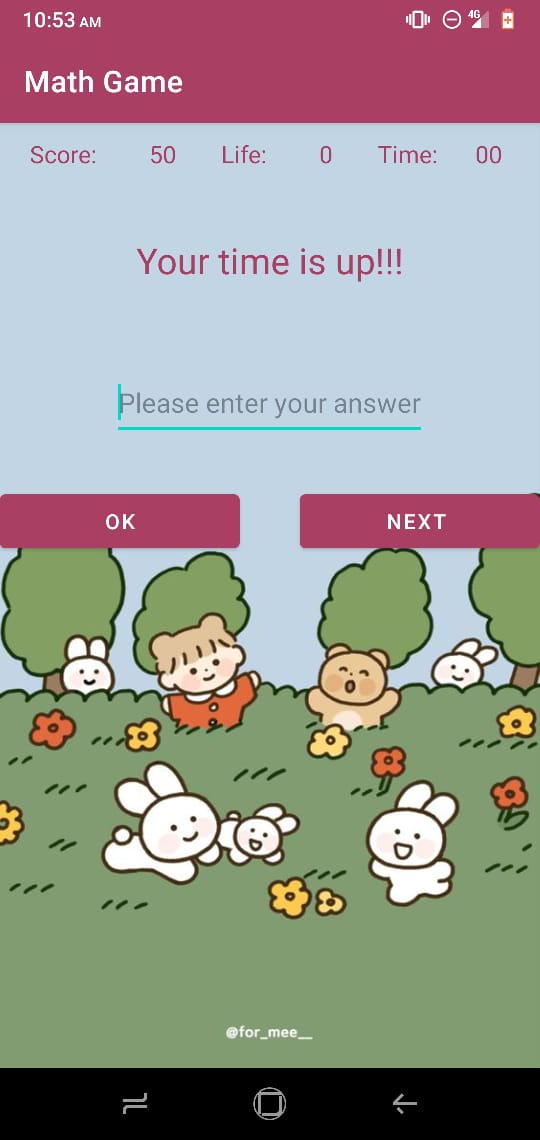 10:53 AM 4G
Math Game
Score: 50 Life: 0 Time: 00
Your time is up!!!
Please enter your answer
OK NEXT
@for_mee__